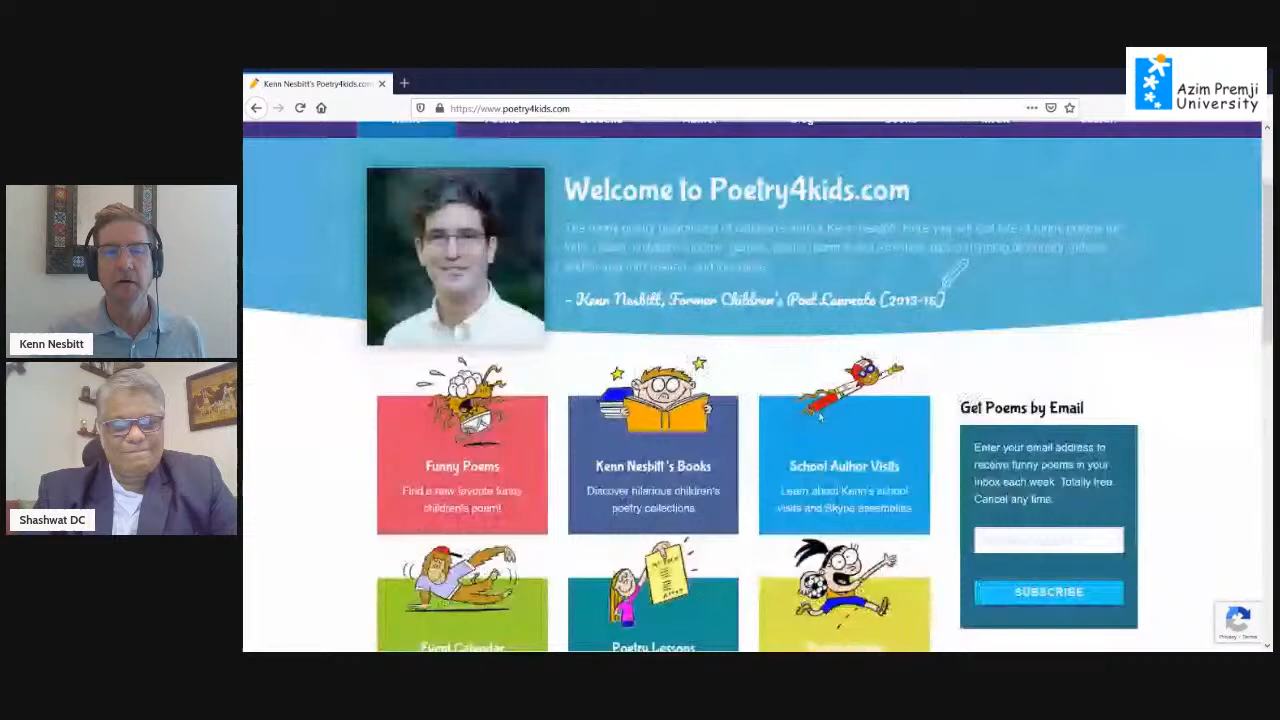 Kenn Nesbitt's Poetry4kids.com
https://www.poetry4kids.com
Azim Premji
University
Welcome to Poetry4kids.com
– Kenn Nesbitt, Former Children's Poet Laureate (2013-15)
Kenn Nesbitt
Shashwat DC
Funny Poems
Find a new favorite funny
children's poem!
Kenn Nesbitt's Books
Discover hilarious children's
poetry collections
School Author Visits
Learn about Kenn's school
visits and Skype assemblies
Get Poems by Email
Enter your email address to
receive funny poems in your
inbox each week. Totally free.
Cancel any time.
SUBSCRIBE
Event Calendar
Poetry Lessons
Privacy - Terms